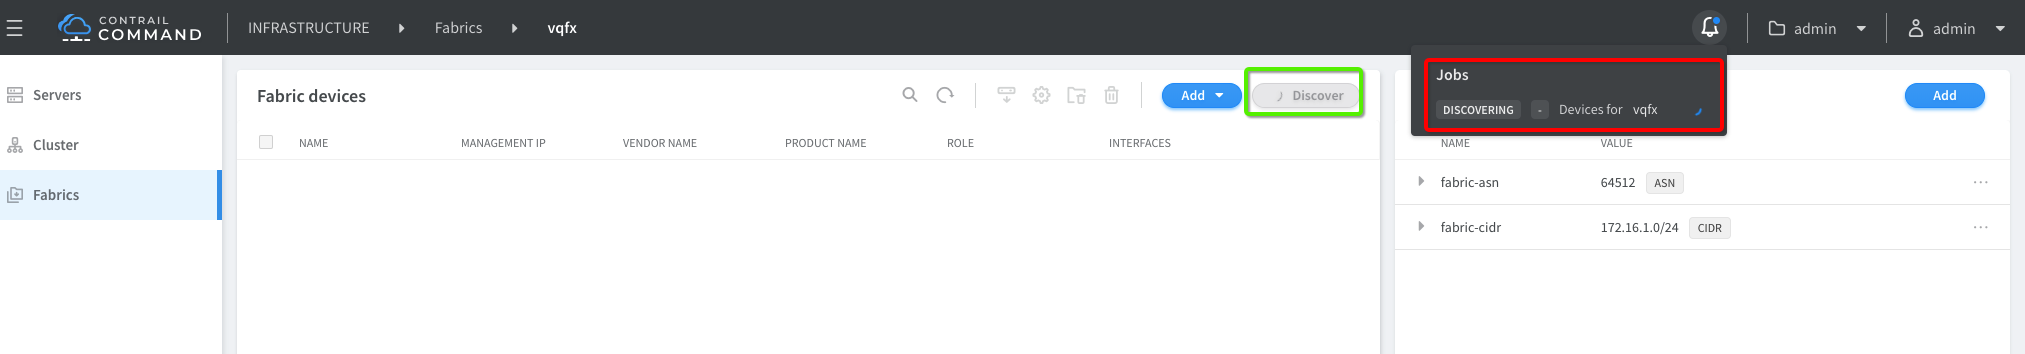 CONTRAIL
COMMAND
INFRASTRUCTURE Fabrics vqfx
admin admin
Servers
Cluster
Fabrics
Fabric devices
Add Discover
NAME MANAGEMENT IP VENDOR NAME PRODUCT NAME ROLE INTERFACES
Jobs
DISCOVERING - Devices for vqfx
Add
NAME VALUE
fabric-asn 64512 ASN
fabric-cidr 172.16.1.0/24 CIDR